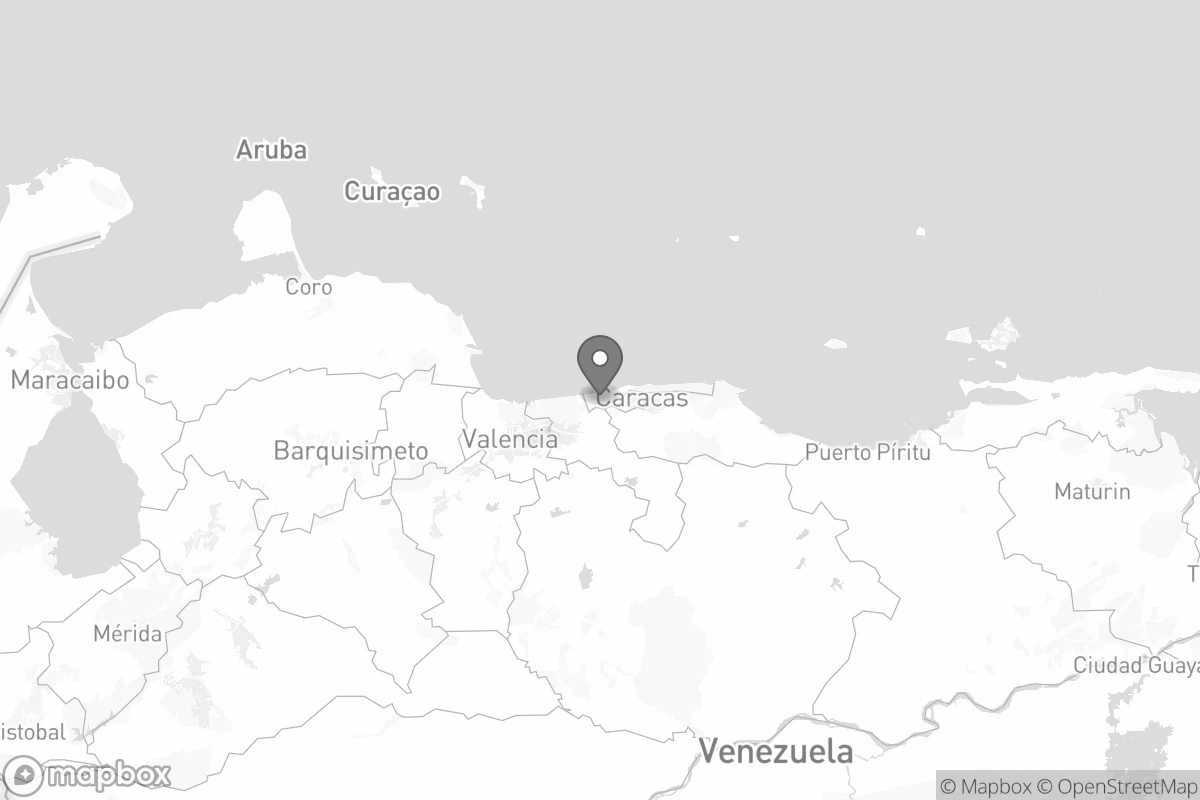 Aruba
Curaçao
Coro
Maracaibo
Caracas
Valencia
Barquisimeto
Puerto Píritu
Maturin
T
Mérida
Ciudad Guaya
istobal
Venezuela
mapbox
© Mapbox © OpenStreetMap